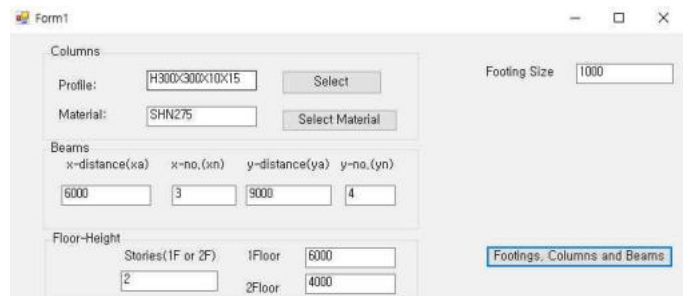 Form1
Columns
Profile: H300X300X10X15 Select
Footing Size 1000
Material: SHN275 Select Material
Beams
x-distance(xa) x-no.(xn) y-distance(ya) y-no.(yn)
6000 3 9000 4
Floor-Height
Stories(1F or 2F) 1Floor 6000
Footings, Columns and Beams
2 2Floor 4000